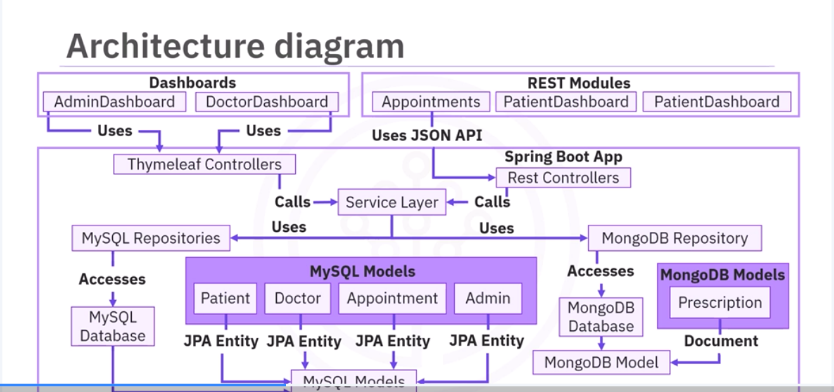 Architecture diagram
Dashboards
AdminDashboard
DoctorDashboard
REST Modules
Appointments
PatientDashboard
PatientDashboard
Uses
Uses
Uses JSON API
Spring Boot App
Thymeleaf Controllers
Rest Controllers
Calls
Service Layer
Calls
Uses
Uses
MySQL Repositories
MongoDB Repository
Accesses
MySQL
Database
MySQL Models
Patient
Doctor
Appointment
Admin
JPA Entity
JPA Entity
JPA Entity
JPA Entity
MySQL Models
Accesses
MongoDB
Database
MongoDB Models
Prescription
Document
MongoDB Model